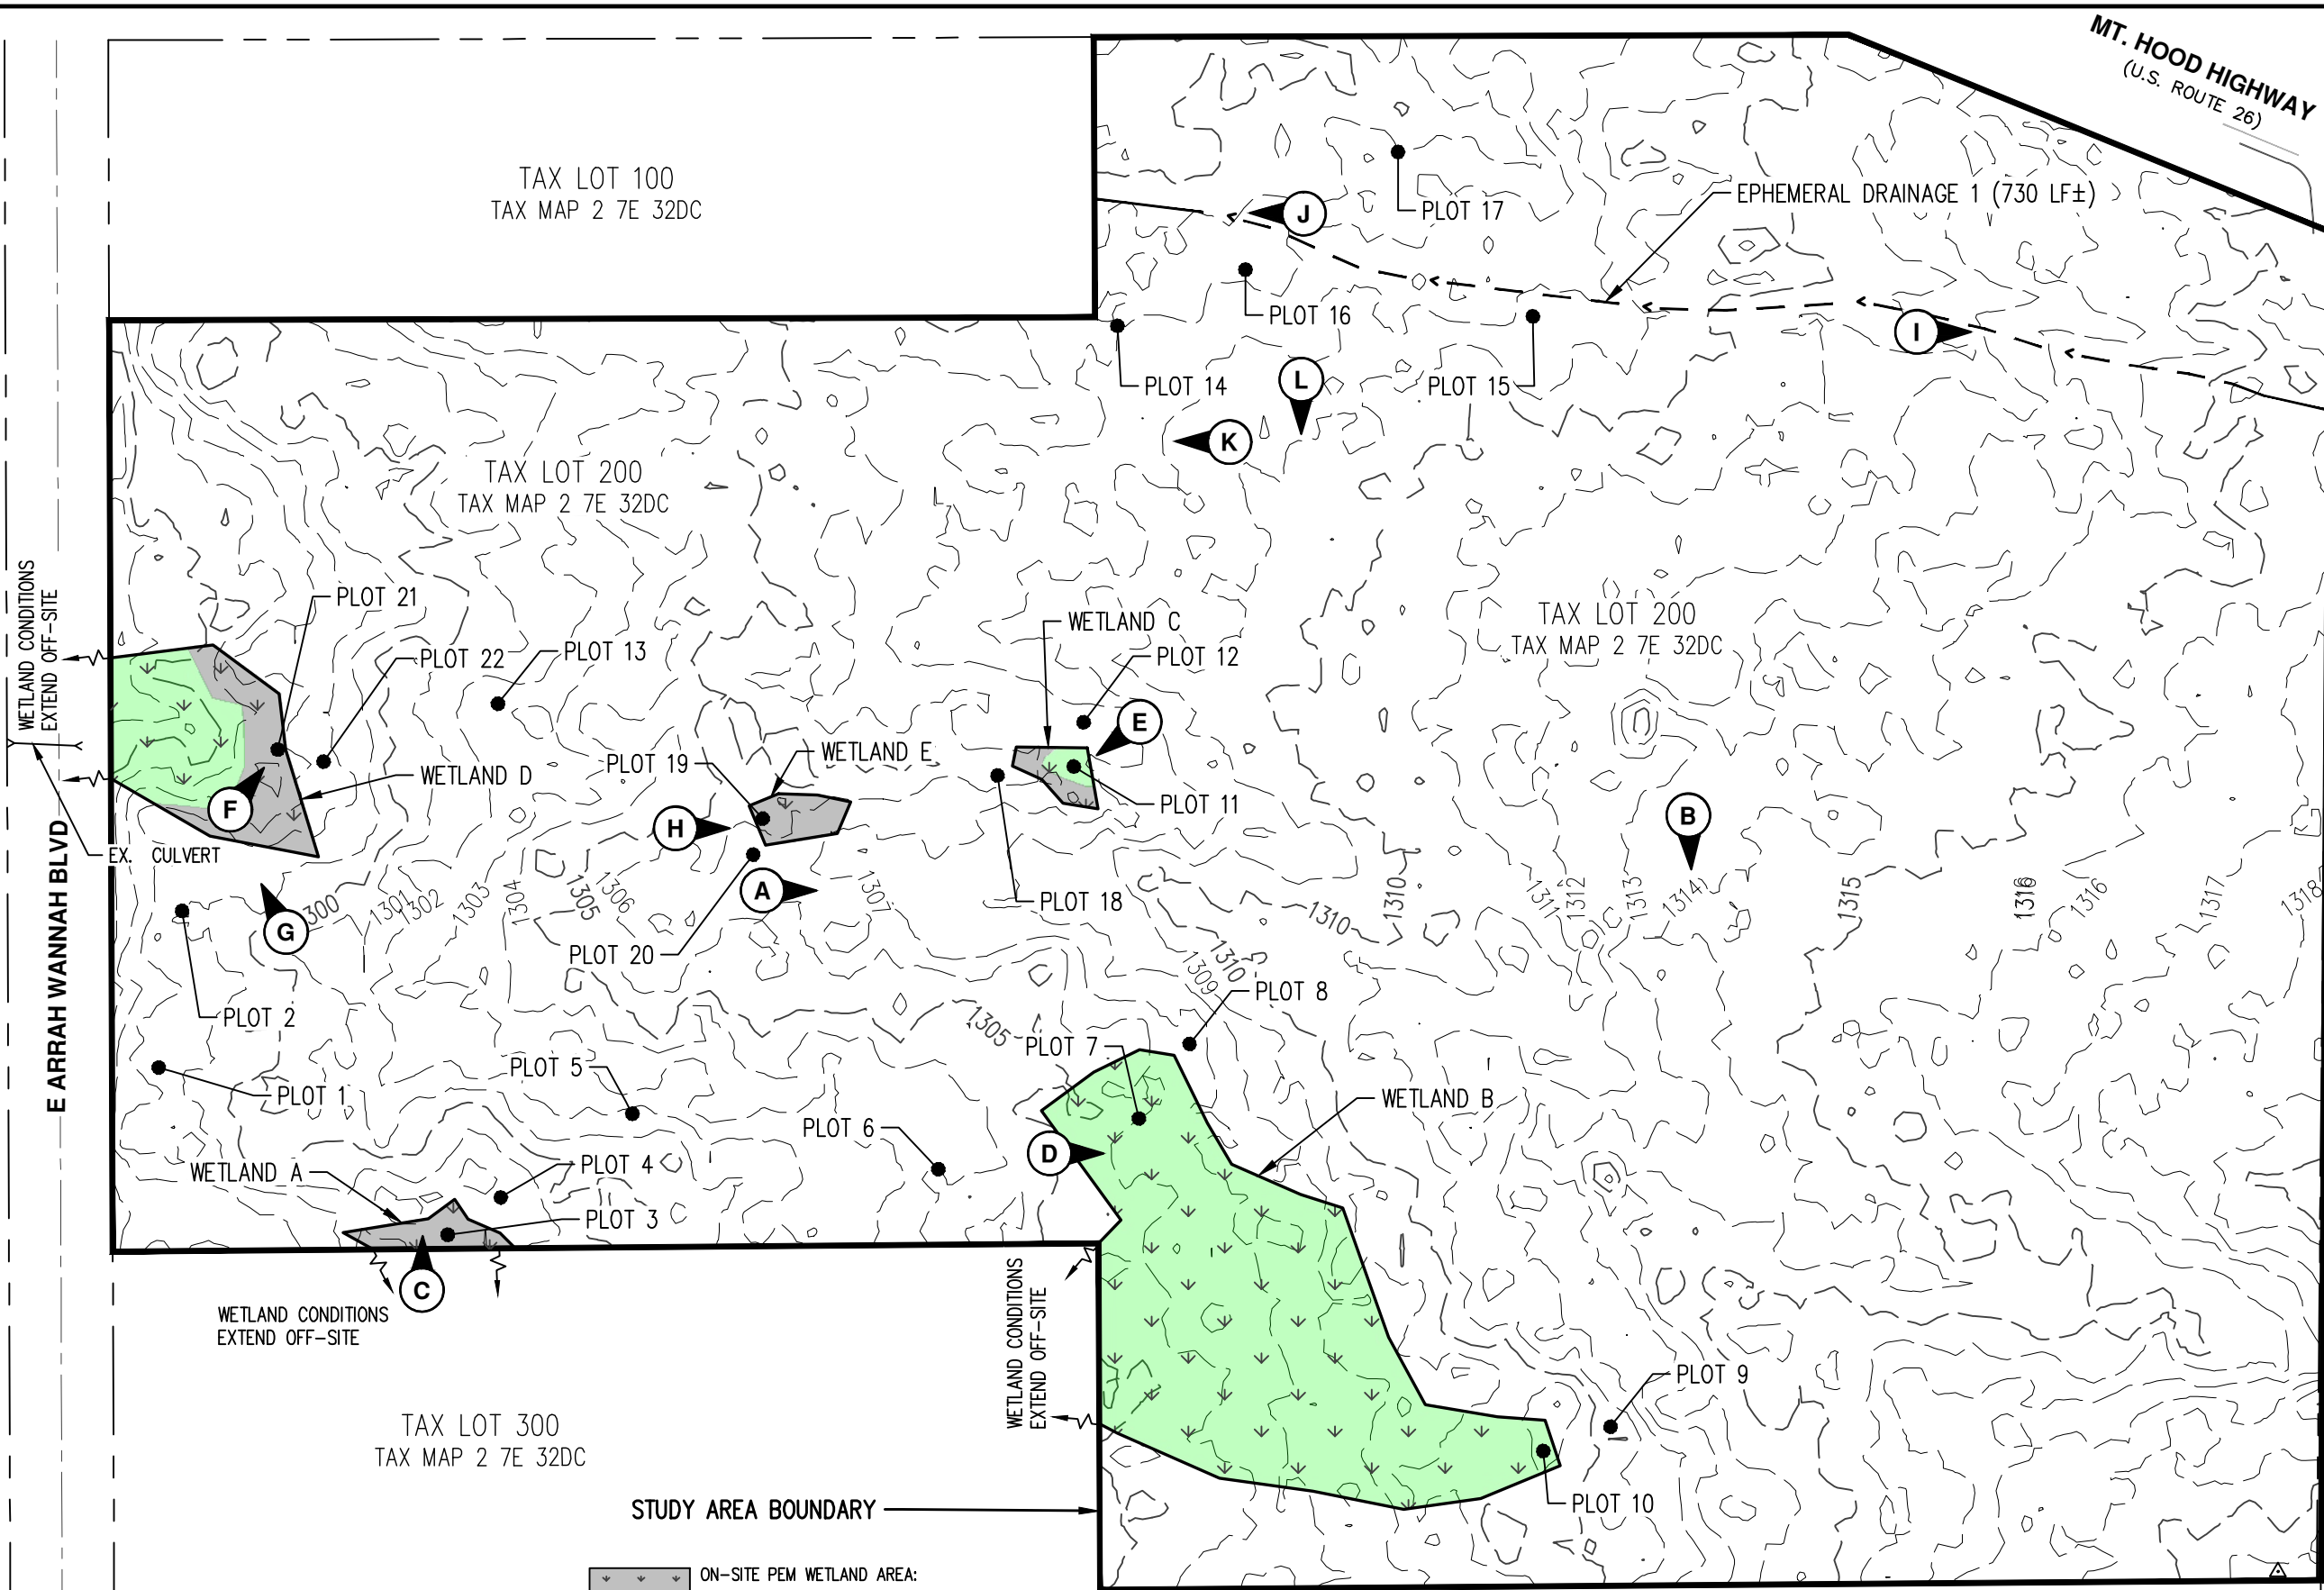 MT. HOOD HIGHWAY
(U.S. ROUTE 26)
TAX LOT 100
TAX MAP 2 7E 32DC
EPHEMERAL DRAINAGE 1 (730 LF±)
J
PLOT 17
PLOT 16
I
PLOT 14
L
PLOT 15
K
TAX LOT 200
TAX MAP 2 7E 32DC
WETLAND CONDITIONS
EXTEND OFF-SITE
PLOT 21
PLOT 22
PLOT 13
WETLAND C
PLOT 12
TAX LOT 200
TAX MAP 2 7E 32DC
E
WETLAND E
PLOT 19
WETLAND D
F
PLOT 11
H
B
EX. CULVERT
E ARRAH WANNAH BLVD
A
PLOT 18
G
300
1301
1302
1303
1304
1305
1306
1307
1310
1310
1311
1312
1313
1314
1315
1316
1316
1317
1318
PLOT 20
1310
1309
PLOT 8
PLOT 2
1305
PLOT 7
PLOT 5
PLOT 1
WETLAND B
PLOT 6
D
WETLAND A
PLOT 4
PLOT 3
C
WETLAND CONDITIONS
EXTEND OFF-SITE
WETLAND CONDITIONS
EXTEND OFF-SITE
PLOT 9
TAX LOT 300
TAX MAP 2 7E 32DC
STUDY AREA BOUNDARY
PLOT 10
ON-SITE PEM WETLAND AREA: